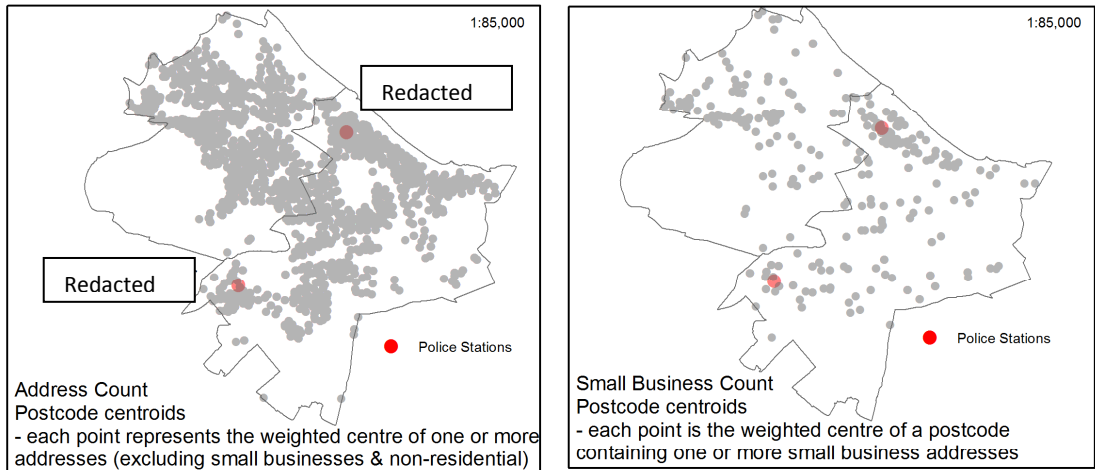 1:85,000
Redacted
Redacted
Police Stations
Address Count
Postcode centroids
- each point represents the weighted centre of one or more
addresses (excluding small businesses & non-residential)
1:85,000
Police Stations
Small Business Count
Postcode centroids
- each point is the weighted centre of a postcode
containing one or more small business addresses